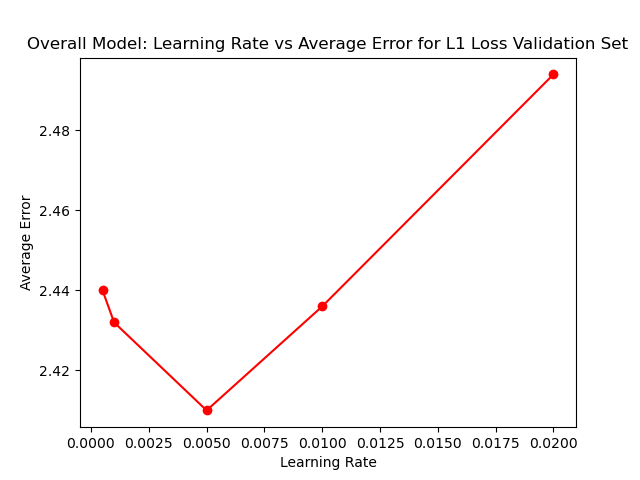 Overall Model: Learning Rate vs Average Error for L1 Loss Validation Set
2.48
2.46
2.44
2.42
Average Error
0.0000 0.0025 0.0050 0.0075 0.0100 0.0125 0.0150 0.0175 0.0200
Learning Rate